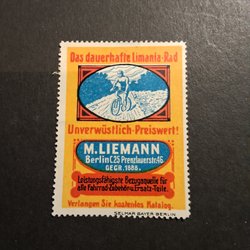 Das dauerhafte Limania-Rad
Unverwüstlich-Preiswert!
M. LIEMANN
Berlin C25 Prenzlauerstr. 46
GEGR. 1888.
Leistungsfähigste Bezugsquelle für
alle Fahrrad-Zubehör u. Ersatz-Teile.
Verlangen Sie kostenlos Katalog.
SELMAR BAYER BERLIN